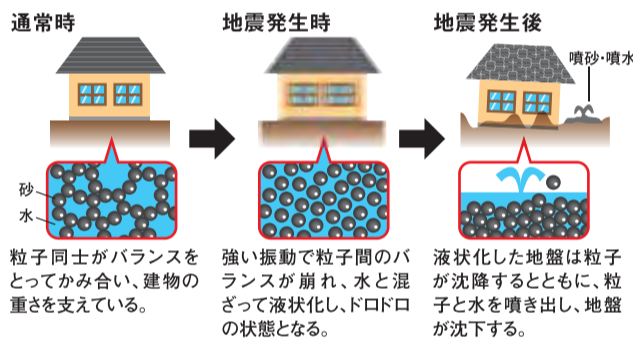 通常時
砂
水
粒子同士がバランスを
とってかみ合い、建物の
重さを支えている。
地震発生時
強い振動で粒子間のバ
ランスが崩れ、水と混
ざって液状化し、ドロドロ
の状態となる。
地震発生後
噴砂・噴水
液状化した地盤は粒子
が沈降するとともに、粒
子と水を噴き出し、地盤
が沈下する。